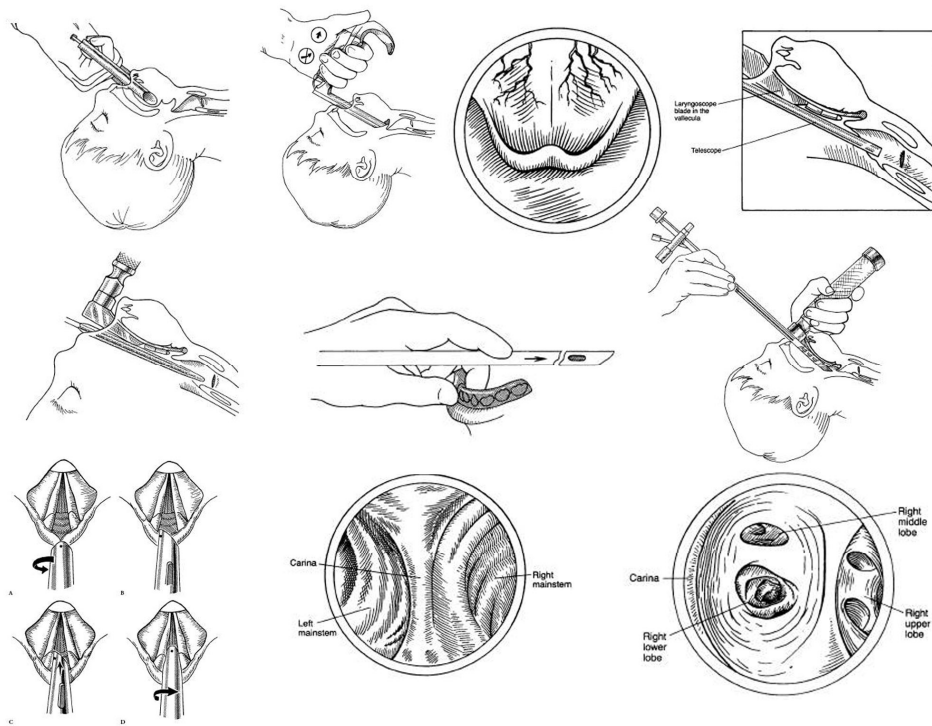 Laryngoscope
blade in the
vallecula
Telescope
A
B
C
D
Carina
Left
mainstem
Right
mainstem
Carina
Right
lower
lobe
Right
middle
lobe
Right
upper
lobe